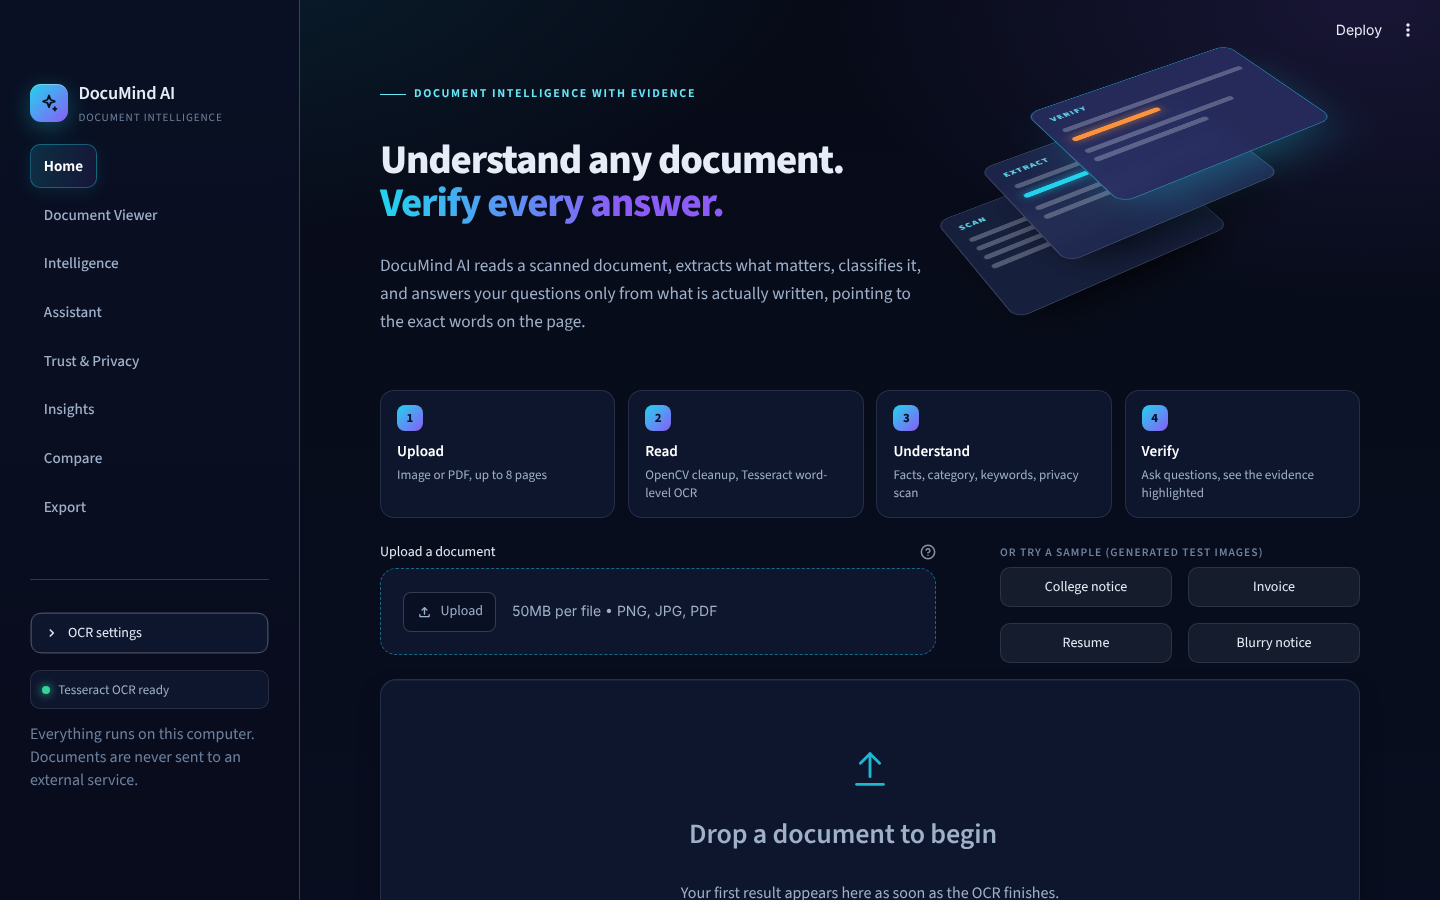 Deploy
DocuMind AI
DOCUMENT INTELLIGENCE
Home
Document Viewer
Intelligence
Assistant
Trust & Privacy
Insights
Compare
Export
OCR settings
Tesseract OCR ready
Everything runs on this computer.
Documents are never sent to an
external service.
DOCUMENT INTELLIGENCE WITH EVIDENCE
Understand any document.
Verify every answer.
DocuMind AI reads a scanned document, extracts what matters, classifies it,
and answers your questions only from what is actually written, pointing to
the exact words on the page.
VERIFY
EXTRACT
SCAN
1
Upload
Image or PDF, up to 8 pages
2
Read
OpenCV cleanup, Tesseract word-
level OCR
3
Understand
Facts, category, keywords, privacy
scan
4
Verify
Ask questions, see the evidence
highlighted
Upload a document
Upload
50MB per file • PNG, JPG, PDF
OR TRY A SAMPLE (GENERATED TEST IMAGES)
College notice
Invoice
Resume
Blurry notice
Drop a document to begin
Your first result appears here as soon as the OCR finishes.